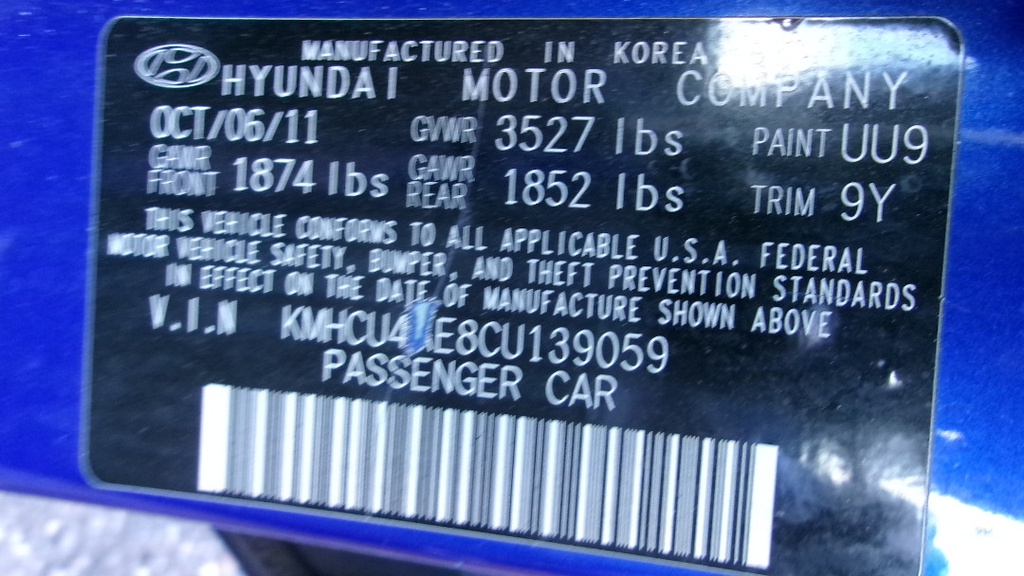 MANUFACTURED IN KOREA
HYUNDAI MOTOR COMPANY
OCT/06/11 GVWR 3527 lbs PAINT UU9
GAWR FRONT 1874 lbs GAWR REAR 1852 lbs TRIM 9Y
THIS VEHICLE CONFORMS TO ALL APPLICABLE U.S.A. FEDERAL
MOTOR VEHICLE SAFETY, BUMPER, AND THEFT PREVENTION STANDARDS
IN EFFECT ON THE DATE OF MANUFACTURE SHOWN ABOVE
V.I.N
PASSENGER CAR